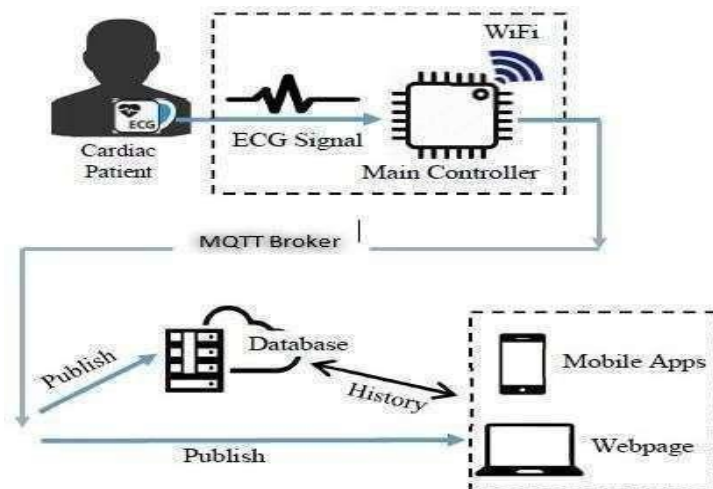 WiFi
ECG
ECG Signal
Cardiac
Patient
Main Controller
MQTT Broker
Publish
Database
History
Mobile Apps
Webpage
Publish